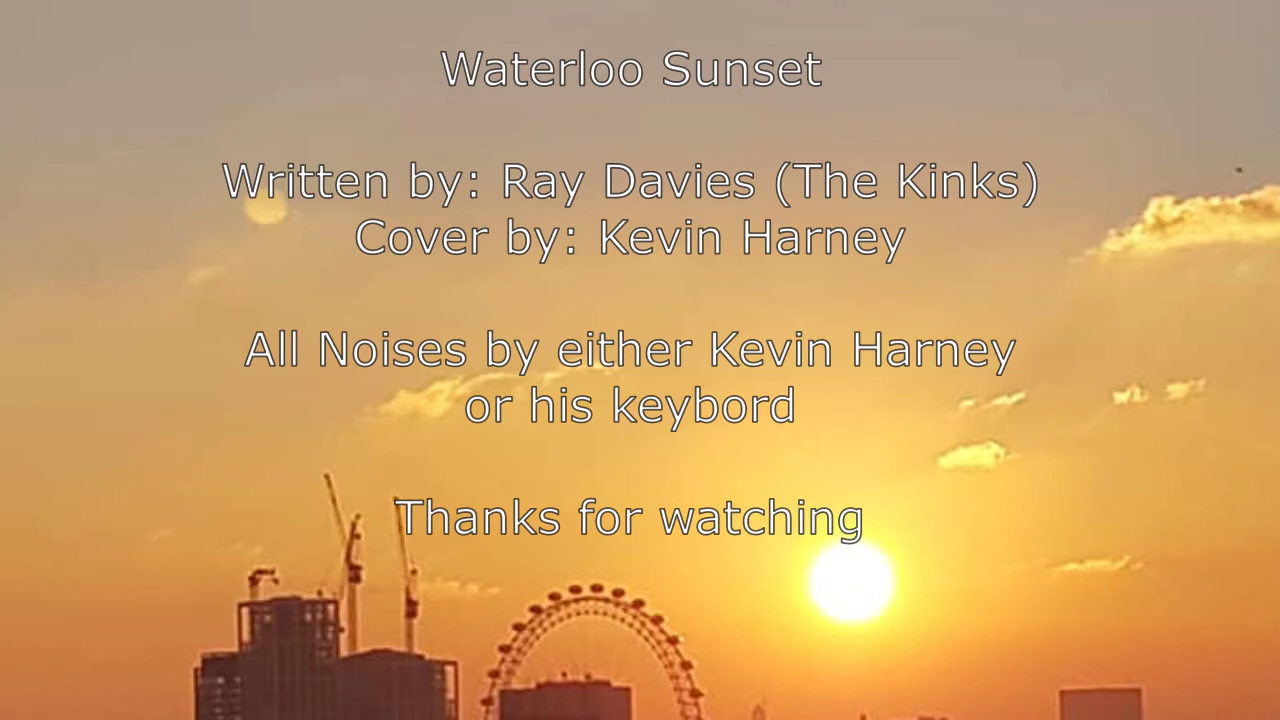 Waterloo Sunset
Written by: Ray Davies (The Kinks)
Cover by: Kevin Harney
All Noises by either Kevin Harney
or his keybord
Thanks for watching